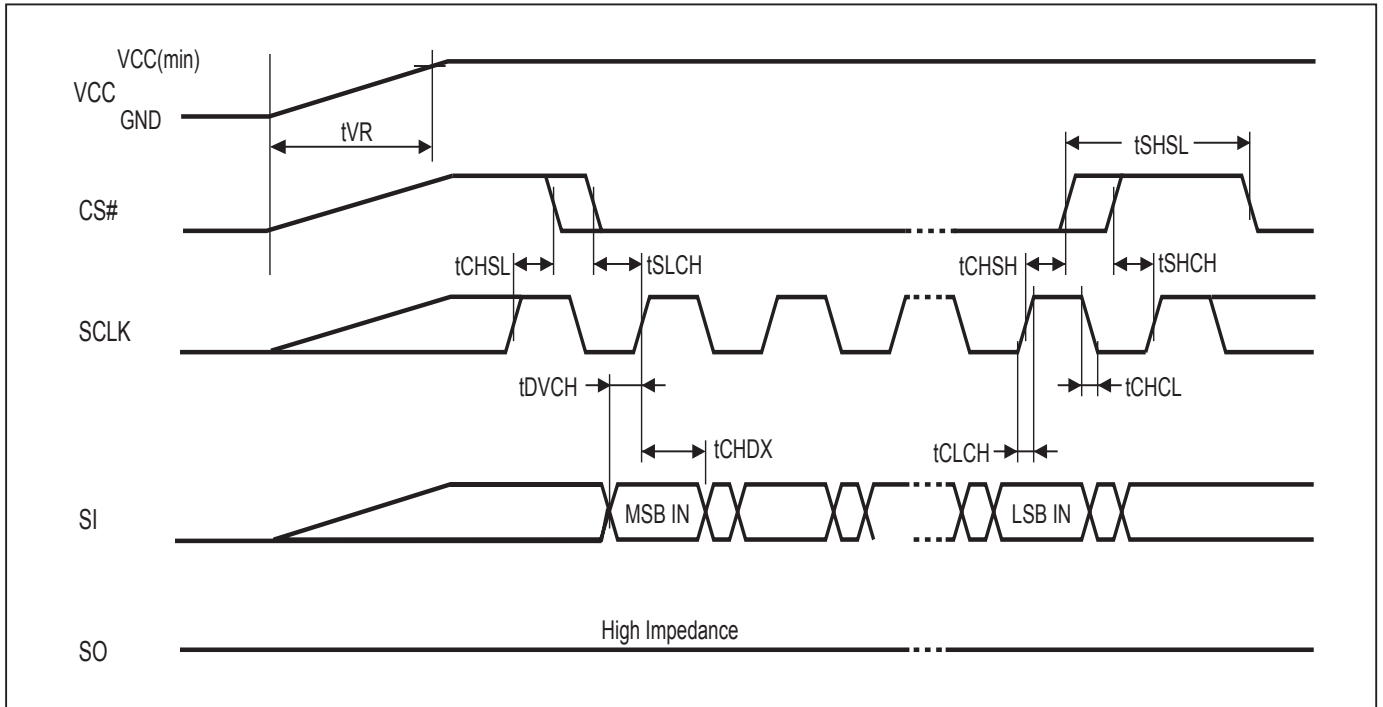 VCC(min)
VCC
GND
tVR
tSHSL
CS#
tCHSL
tSLCH
tCHSH
tSHCH
SCLK
tDVCH
tCHCL
tCHDX
tCLCH
SI
MSB IN
LSB IN
High Impedance
SO